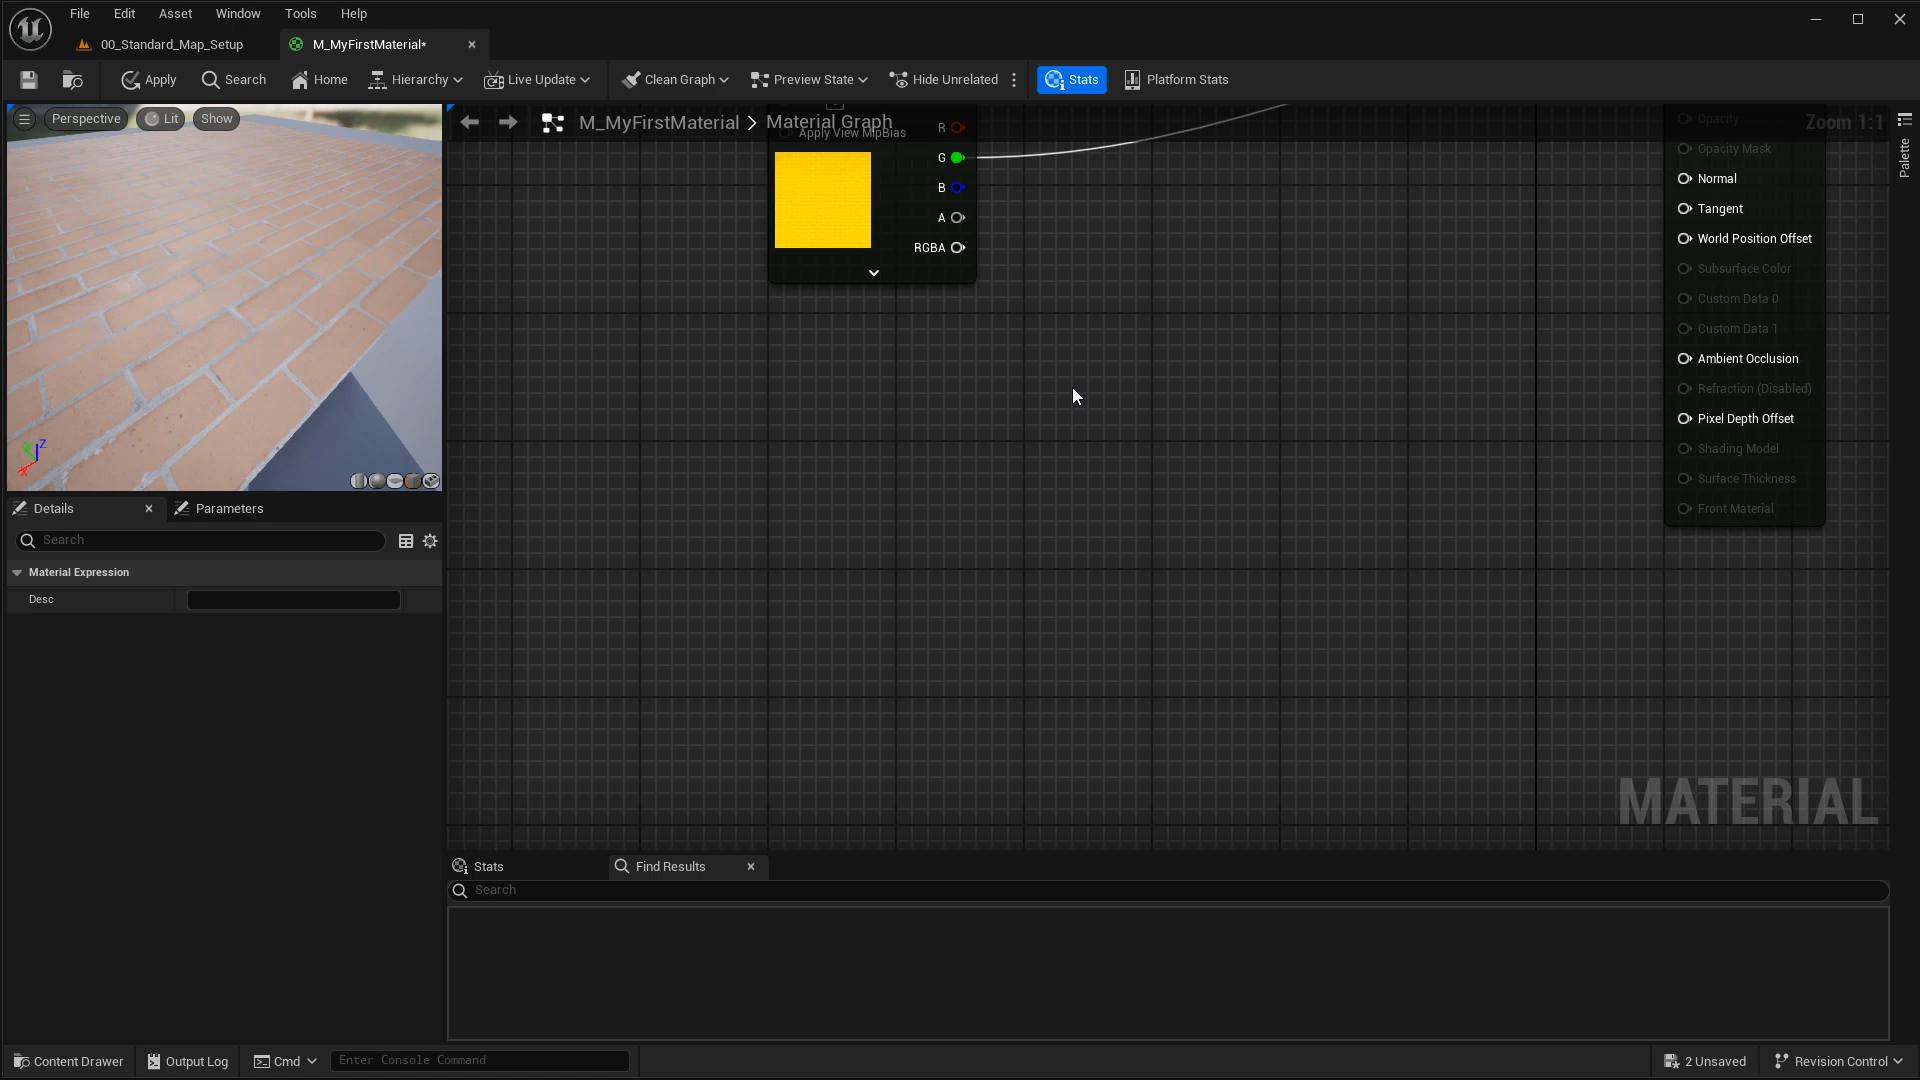 File Edit Asset Window Tools Help
00_Standard_Map_Setup M_MyFirstMaterial*
Apply Search Home Hierarchy Live Update Clean Graph Preview State Hide Unrelated Stats Platform Stats
Perspective Lit Show
M_MyFirstMaterial > Material Graph
Zoom 1:1
Palette
Apply View MipBias
R
G
B
A
RGBA
Opacity
Opacity Mask
Normal
Tangent
World Position Offset
Subsurface Color
Custom Data 0
Custom Data 1
Ambient Occlusion
Refraction (Disabled)
Pixel Depth Offset
Shading Model
Surface Thickness
Front Material
MATERIAL
Z
X
Details Parameters
Search
Material Expression
Desc
Stats Find Results
Search
Content Drawer Output Log Cmd Enter Console Command 2 Unsaved Revision Control